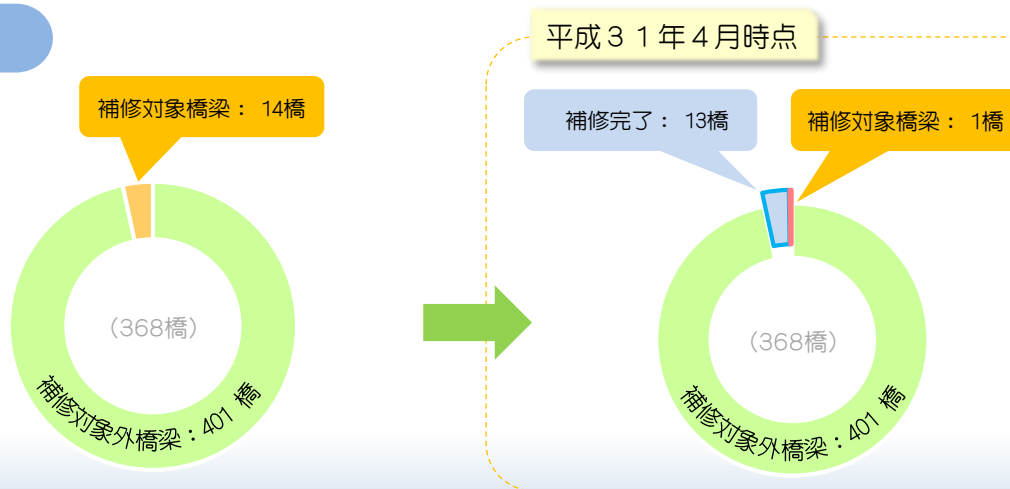 平成３１年４月時点
補修対象橋梁： 14橋
補修完了： 13橋
補修対象橋梁： 1橋
（368橋）
補修対象外橋梁：401 橋
（368橋）
補修対象外橋梁：401 橋